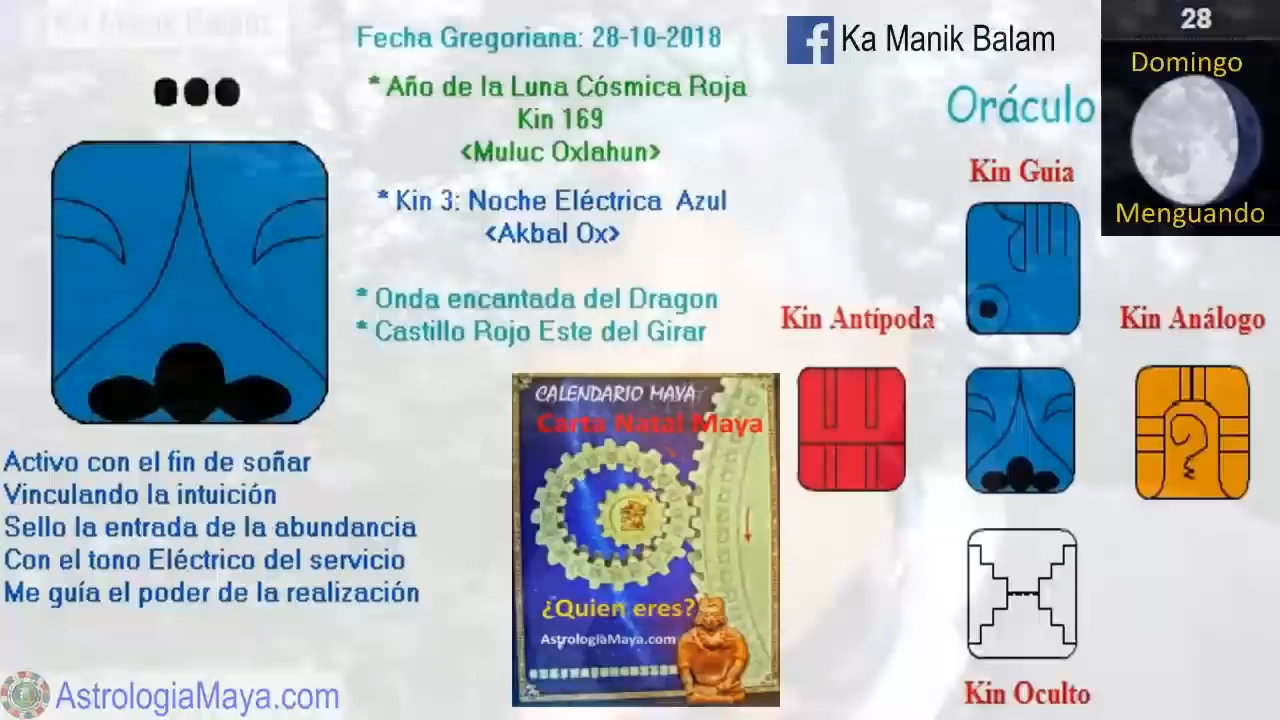 Fecha Gregoriana: 28-10-2018
* Año de la Luna Cósmica Roja
Kin 169
<Muluc Oxlahun>
* Kin 3: Noche Eléctrica Azul
<Akbal Ox>
* Onda encantada del Dragon
* Castillo Rojo Este del Girar
Activo con el fin de soñar
Vinculando la intuición
Sello la entrada de la abundancia
Con el tono Eléctrico del servicio
Me guía el poder de la realización
AstrologiaMaya.com
CALENDARIO MAYA
Carta Natal Maya
¿Quien eres?
AstrologiaMaya.com
f Ka Manik Balam
28
Domingo
Menguando
Oráculo
Kin Guia
Kin Antípoda
Kin Análogo
Kin Oculto